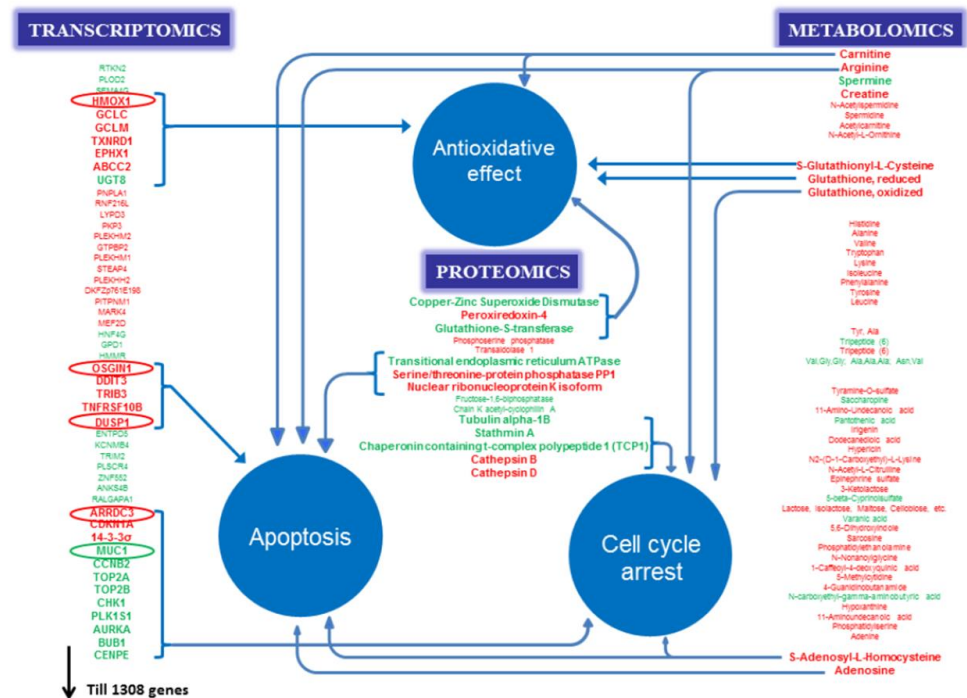 TRANSCRIPTOMICS
RTKN2
PLOD2
SEMA4G
HMOX1
GCLC
GCLM
TXNRD1
EPHX1
ABCC2
UGT8
PNPLA1
RNF216L
LYPD3
PKP3
PLEKHM2
GTPBP2
PLEKHM1
STEAP4
PLEKHH2
DKFZp761E198
PITPNM1
MARK4
MEF2D
HNF4G
GPD1
HMMR
OSGIN1
DDIT3
TRIB3
TNFRSF10B
DUSP1
ENTPD5
KCNMB4
TRIM2
PLSCR4
ZNF552
ANKS4B
RALGAPA1
ARRDC3
CDKN1A
14-3-3σ
MUC1
CCNB2
TOP2A
TOP2B
CHK1
PLK1S1
AURKA
BUB1
CENPE
Till 1308 genes
Antioxidative
effect
PROTEOMICS
Copper-Zinc Superoxide Dismutase
Peroxiredoxin-4
Glutathione-S-transferase
Phosphoserine phosphatase
Transaldolase 1
Transitional endoplasmic reticulum ATPase
Serine/threonine-protein phosphatase PP1
Nuclear ribonucleoprotein K isoform
Fructose-1,6-biphosphatase
Chain K acetyl-cyclophilin A
Tubulin alpha-1B
Stathmin A
Chaperonin containing t-complex polypeptide 1 (TCP1)
Cathepsin B
Cathepsin D
Apoptosis
Cell cycle
arrest
METABOLOMICS
Carnitine
Arginine
Spermine
Creatine
N-Acetylspermidine
Spermidine
Acetylcarnitine
N-Acetyl-L-Ornithine
S-Glutathionyl-L-Cysteine
Glutathione, reduced
Glutathione, oxidized
Histidine
Alanine
Valine
Tryptophan
Lysine
Isoleucine
Phenylalanine
Tyrosine
Leucine
Tyr, Ala
Tripeptide (6)
Tripeptide (6)
Val,Gly,Gly; Ala,Ala,Ala; Asn,Val
Tyramine-O-sulfate
Saccharopine
11-Amino-Undecanoic acid
Pantothenic acid
Irigenin
Dodecanedioic acid
Hypericin
N2-(D-1-Carboxyethyl)-L-Lysine
N-Acetyl-L-Citrulline
Epinephrine sulfate
3-Ketolactose
5-beta-Cyprinolsulfate
Lactose, Isolactose, Maltose, Cellobiose, etc.
Varanic acid
5,6-Dihydroxyindole
Sarcosine
Phosphatidylethanolamine
N-Nonanoylglycine
1-Caffeoyl-4-deoxyquinic acid
5-Methylcytidine
4-Guanidinobutanamide
N-carboxyethyl-gamma-aminobutyric acid
Hypoxanthine
11-Aminoundecanoic acid
Phosphatidylserine
Adenine
S-Adenosyl-L-Homocysteine
Adenosine